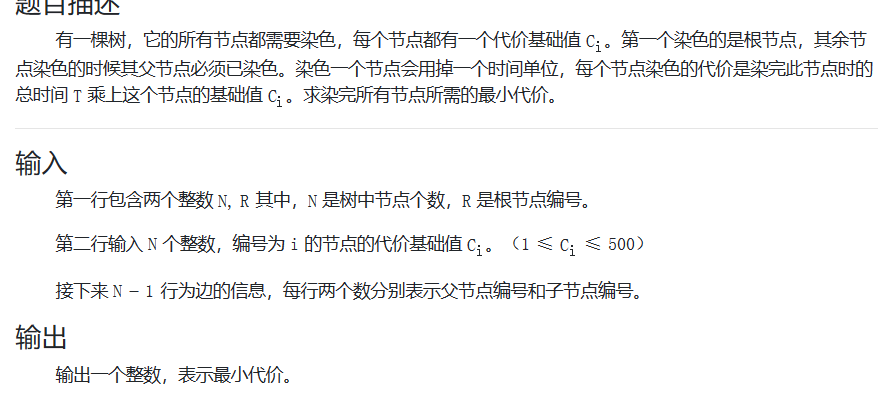 题目描述
有一棵树，它的所有节点都需要染色，每个节点都有一个代价基础值 Ci。第一个染色的是根节点，其余节
点染色的时候其父节点必须已染色。染色一个节点会用掉一个时间单位，每个节点染色的代价是染完此节点时的
总时间 T 乘上这个节点的基础值 Ci。求染完所有节点所需的最小代价。
输入
第一行包含两个整数 N, R 其中，N 是树中节点个数，R 是根节点编号。
第二行输入 N 个整数，编号为 i 的节点的代价基础值 Ci。（1 ≤ Ci ≤ 500）
接下来 N − 1 行为边的信息，每行两个数分别表示父节点编号和子节点编号。
输出
输出一个整数，表示最小代价。